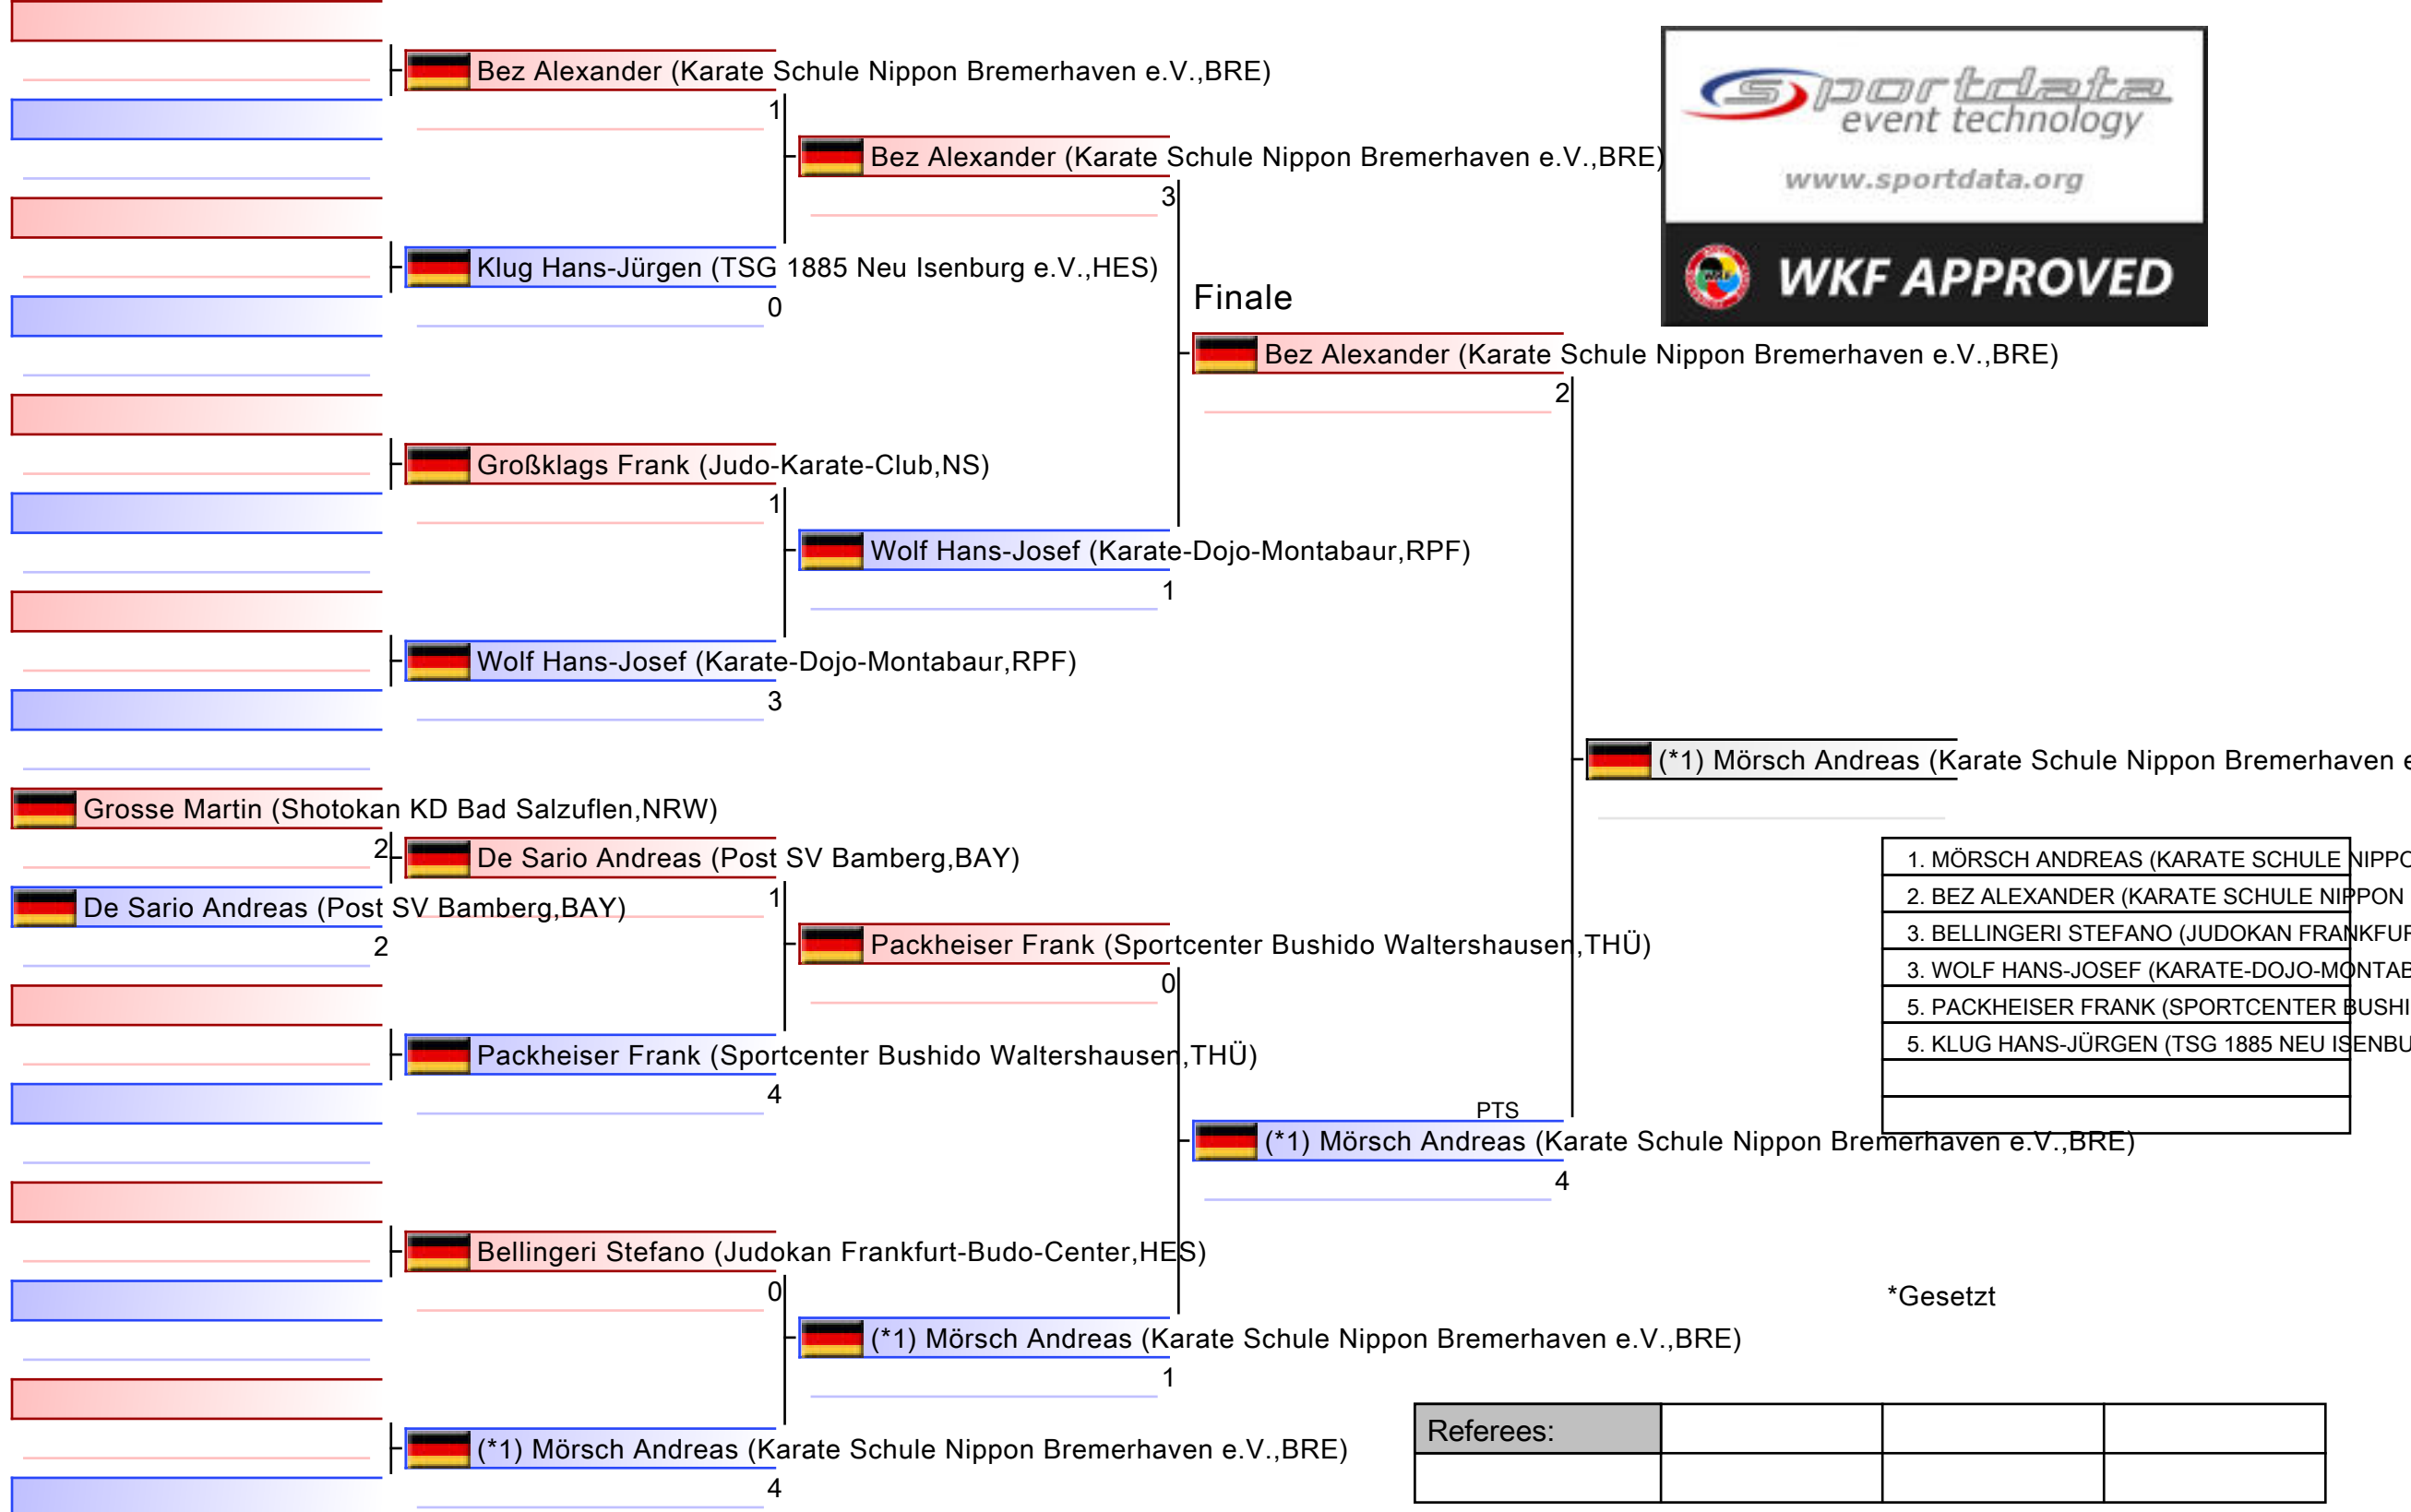 Bez Alexander (Karate Schule Nippon Bremerhaven e.V.,BRE)
1
Klug Hans-Jürgen (TSG 1885 Neu Isenburg e.V.,HES)
0
Großklags Frank (Judo-Karate-Club,NS)
1
Wolf Hans-Josef (Karate-Dojo-Montabaur,RPF)
3
Grosse Martin (Shotokan KD Bad Salzuflen,NRW)
2
De Sario Andreas (Post SV Bamberg,BAY)
2
De Sario Andreas (Post SV Bamberg,BAY)
1
Packheiser Frank (Sportcenter Bushido Waltershausen,THÜ)
4
Bellingeri Stefano (Judokan Frankfurt-Budo-Center,HES)
0
(*1) Mörsch Andreas (Karate Schule Nippon Bremerhaven e.V.,BRE)
4
Bez Alexander (Karate Schule Nippon Bremerhaven e.V.,BRE)
3
Wolf Hans-Josef (Karate-Dojo-Montabaur,RPF)
1
Packheiser Frank (Sportcenter Bushido Waltershausen,THÜ)
0
(*1) Mörsch Andreas (Karate Schule Nippon Bremerhaven e.V.,BRE)
1
Finale
Bez Alexander (Karate Schule Nippon Bremerhaven e.V.,BRE)
2
PTS
(*1) Mörsch Andreas (Karate Schule Nippon Bremerhaven e.V.,BRE)
4
(*1) Mörsch Andreas (Karate Schule Nippon Bremerhaven e
sportdata
event technology
www.sportdata.org
WKF
WKF APPROVED
1. MÖRSCH ANDREAS (KARATE SCHULE NIPPO
2. BEZ ALEXANDER (KARATE SCHULE NIPPON
3. BELLINGERI STEFANO (JUDOKAN FRANKFUR
3. WOLF HANS-JOSEF (KARATE-DOJO-MONTAB
5. PACKHEISER FRANK (SPORTCENTER BUSHI
5. KLUG HANS-JÜRGEN (TSG 1885 NEU ISENBU
*Gesetzt
Referees: